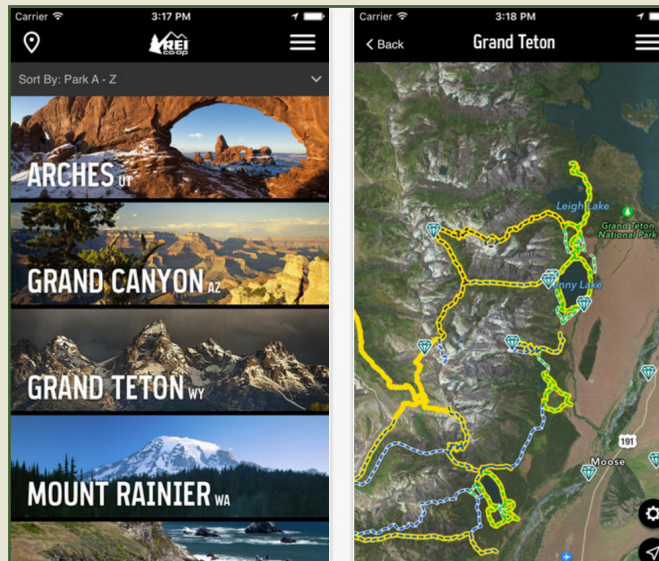 Carrier 3:17 PM
REI
co-op
Sort By: Park A - Z
ARCHES UT
GRAND CANYON AZ
GRAND TETON WY
MOUNT RAINIER WA
Carrier 3:18 PM
Back Grand Teton
Leigh Lake
Grand Teton
National Park
enny Lake
191
Moose